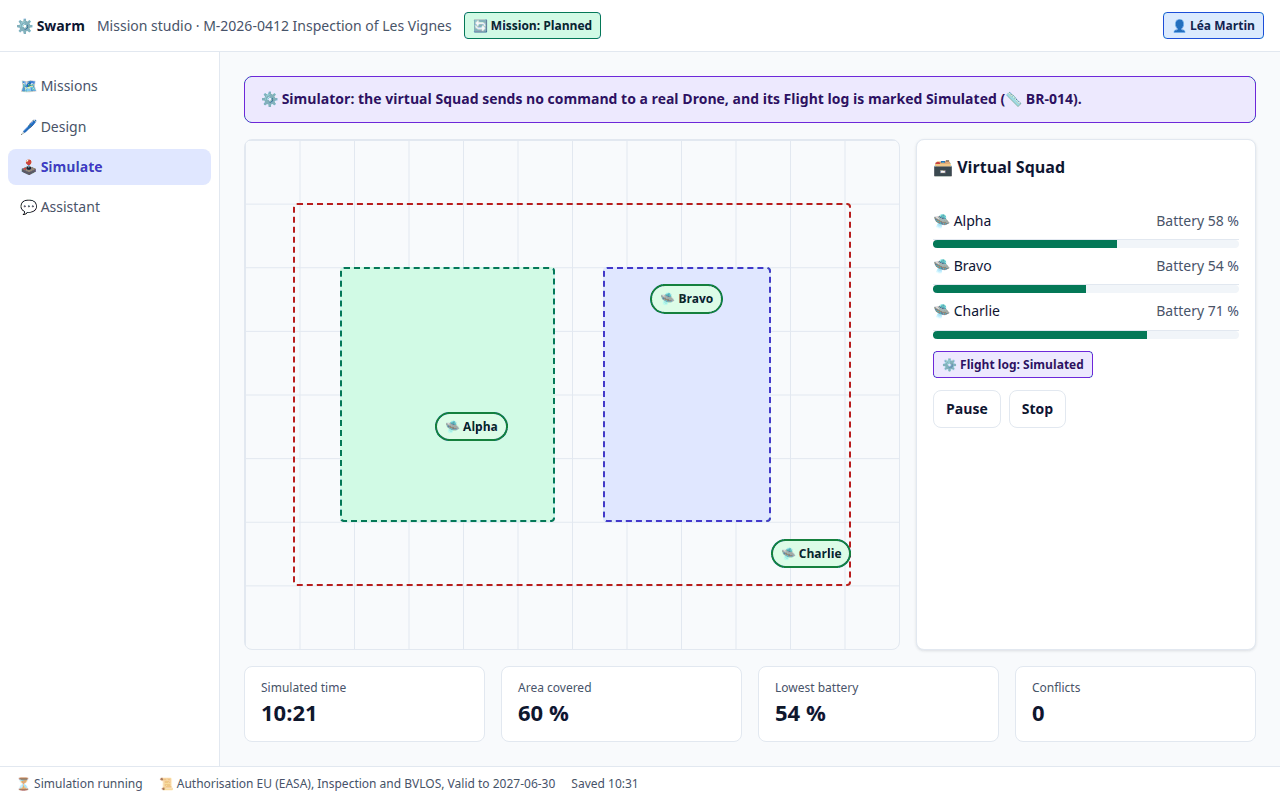 Swarm Mission studio · M-2026-0412 Inspection of Les Vignes Mission: Planned Léa Martin
Missions
Design
Simulate
Assistant
Simulator: the virtual Squad sends no command to a real Drone, and its Flight log is marked Simulated (BR-014).
Bravo
Alpha
Charlie
Virtual Squad
Alpha Battery 58 %
Bravo Battery 54 %
Charlie Battery 71 %
Flight log: Simulated
Pause Stop
Simulated time
10:21
Area covered
60 %
Lowest battery
54 %
Conflicts
0
Simulation running Authorisation EU (EASA), Inspection and BVLOS, Valid to 2027-06-30 Saved 10:31